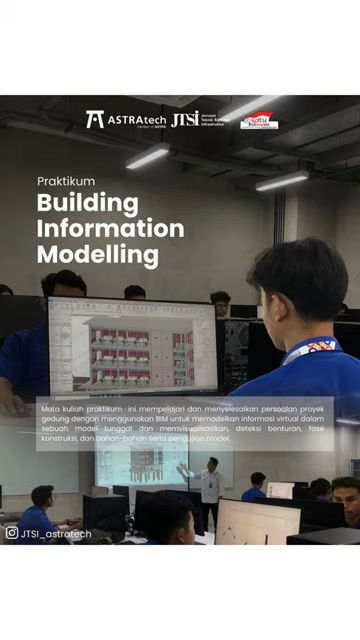 ASTRAtech
member of ASTRA
JTSI
Jurusan
Teknik Sipil
Infrastruktur
satu
Indonesia
Praktikum
Building
Information
Modelling
Mata kuliah praktikum ini mempelajari dan menyelesaikan persoalan proyek
gedung dengan menggunakan BIM untuk memodelkan informasi virtual dalam
sebuah model tunggal dan memvisualisasikan, deteksi benturan, fase
konstruksi, dan bahan-bahan serta pengujian model.
JTSI_astratech